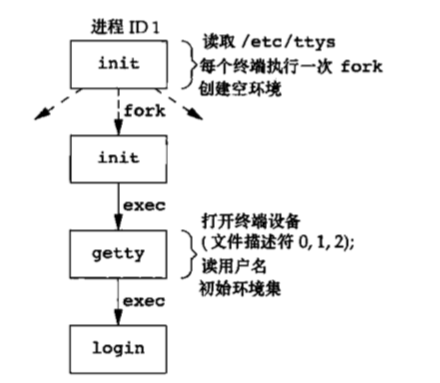 进程 ID 1
init
读取 /etc/ttys
每个终端执行一次 fork
创建空环境
fork
init
exec
getty
打开终端设备
(文件描述符 0, 1, 2);
读用户名
初始环境集
exec
login